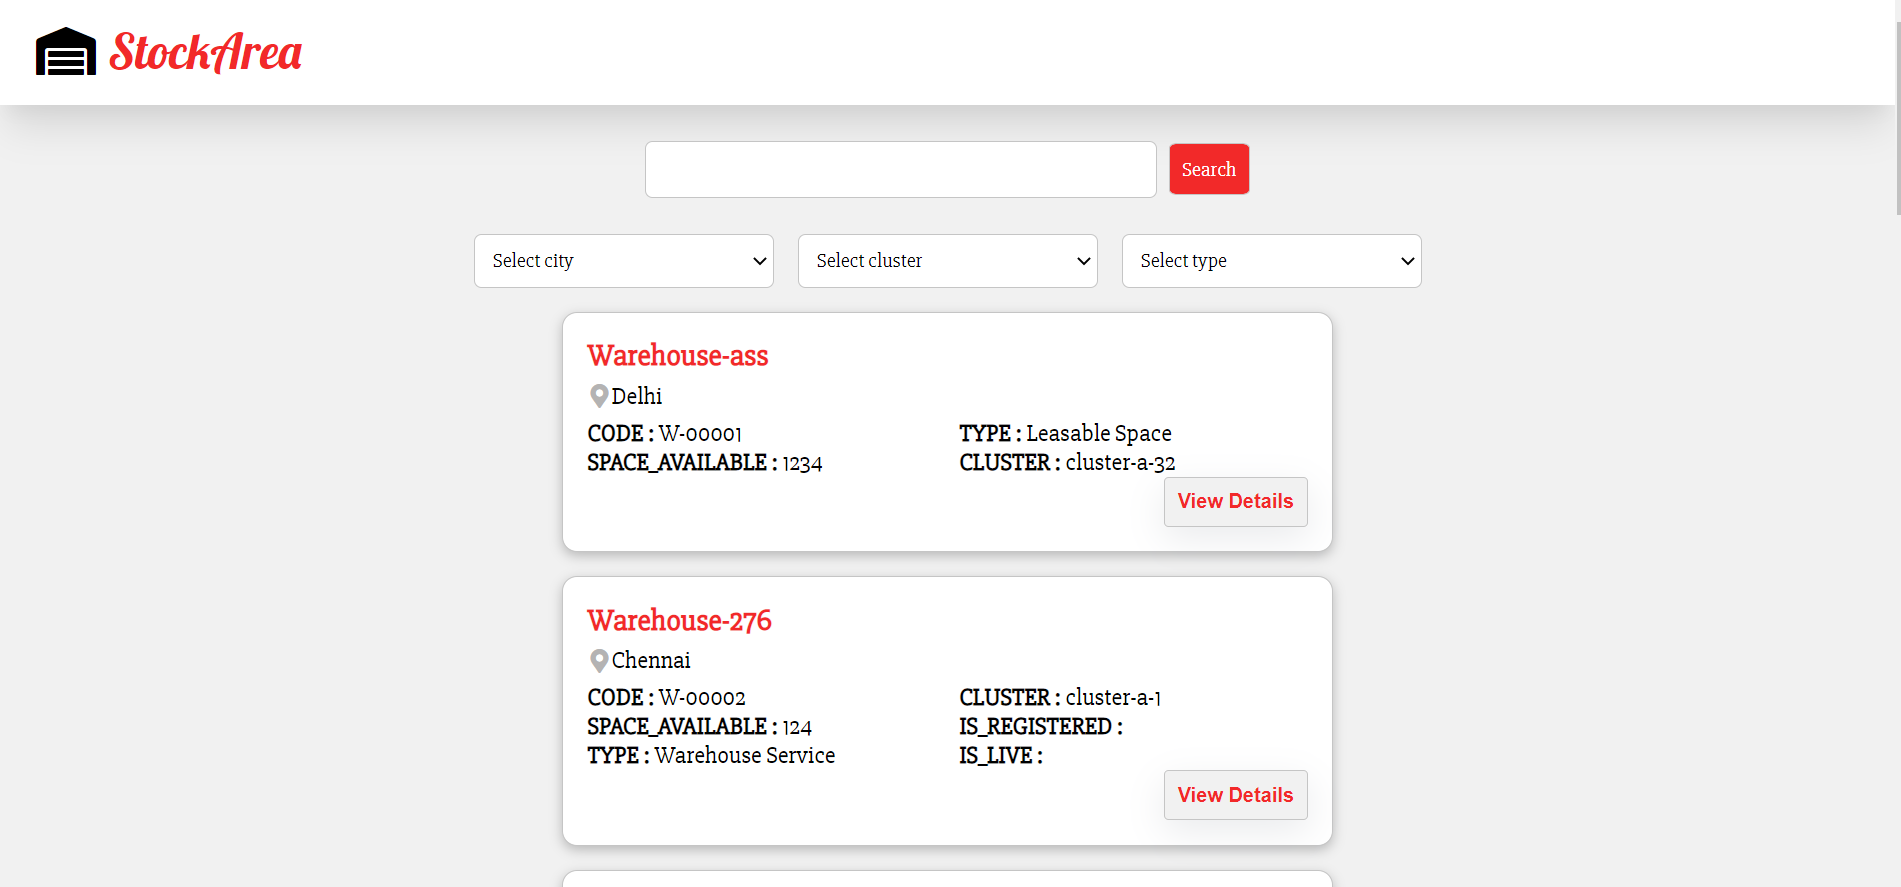 StockArea
Search
Select city
Select cluster
Select type
Warehouse-ass
Delhi
CODE : W-00001
TYPE : Leasable Space
SPACE_AVAILABLE : 1234
CLUSTER : cluster-a-32
View Details
Warehouse-276
Chennai
CODE : W-00002
CLUSTER : cluster-a-1
SPACE_AVAILABLE : 124
IS_REGISTERED :
TYPE : Warehouse Service
IS_LIVE :
View Details